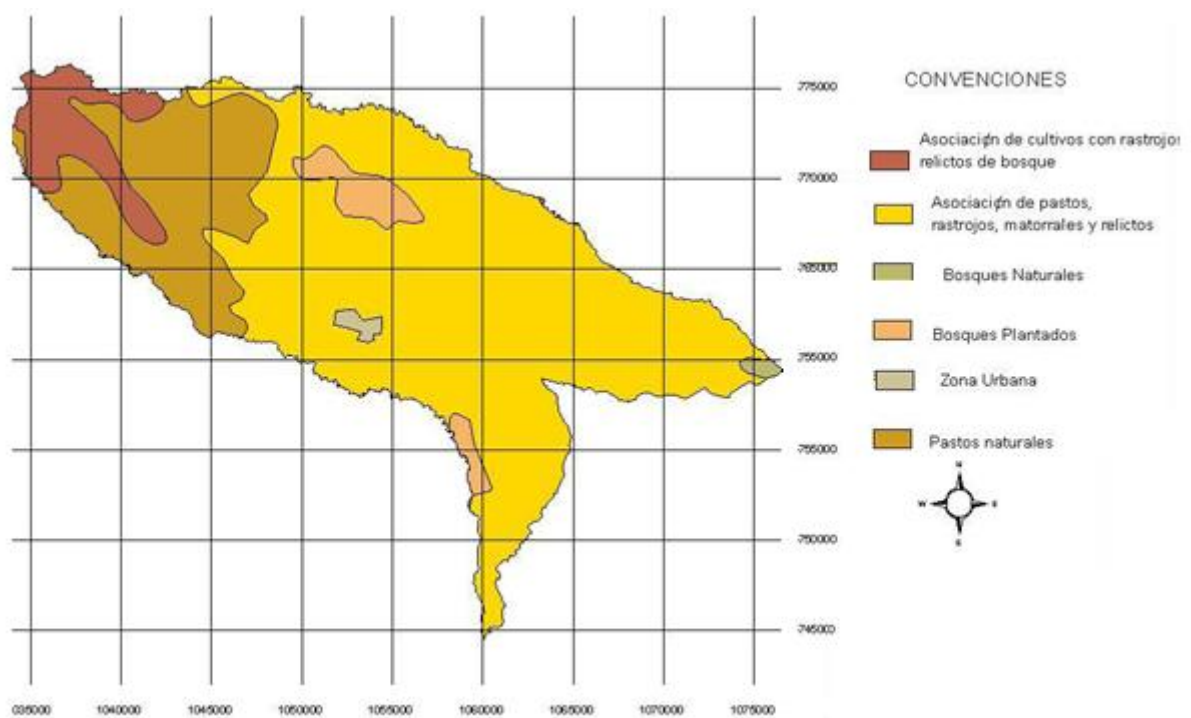 CONVENCIONES
Asociación de cultivos con rastrojos
relictos de bosque
Asociación de pastos,
rastrojos, matorrales y relictos
Bosques Naturales
Bosques Plantados
Zona Urbana
Pastos naturales
N
W E
S
775000
770000
765000
755000
755000
750000
745000
035000 1040000 1045000 1050000 1055000 1060000 1065000 1070000 1075000